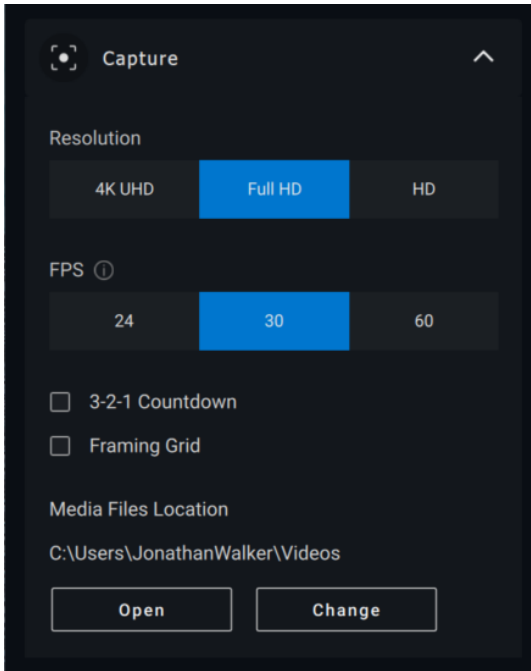 Capture
Resolution
4K UHD Full HD HD
FPS
24 30 60
3-2-1 Countdown
Framing Grid
Media Files Location
C:\Users\JonathanWalker\Videos
Open Change